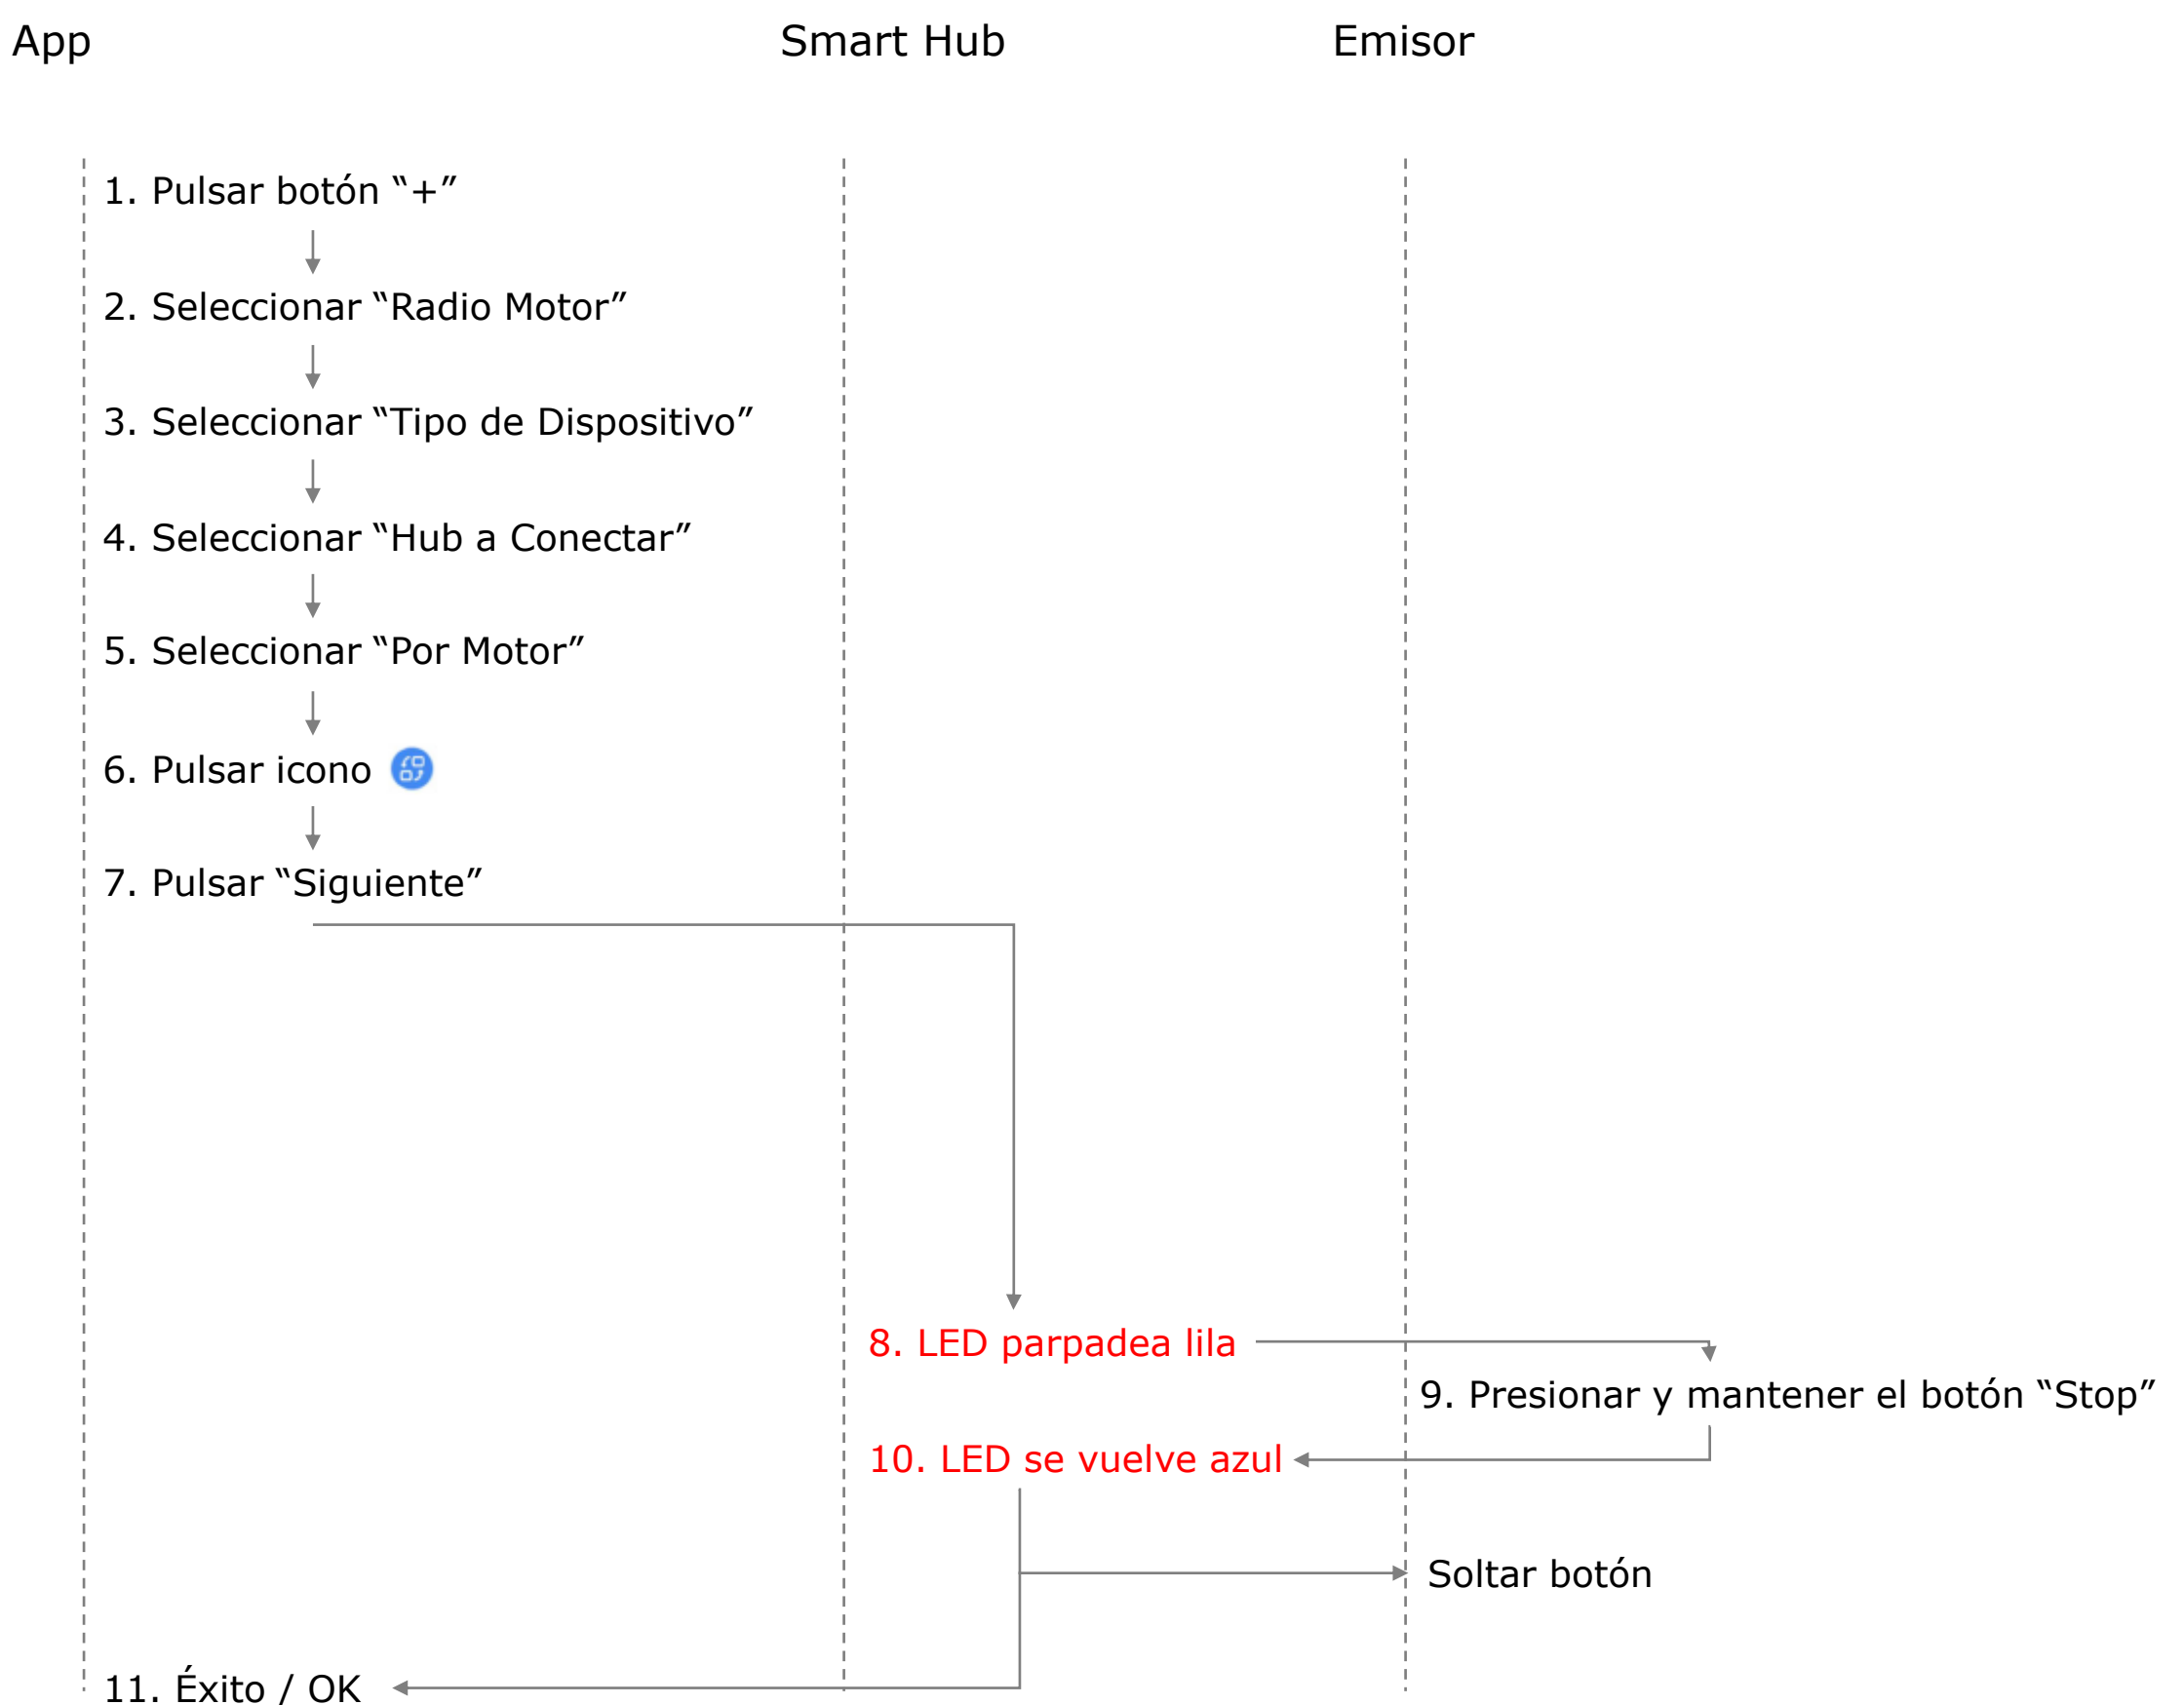 App
Smart Hub
Emisor
1. Pulsar botón “+”
2. Seleccionar “Radio Motor”
3. Seleccionar “Tipo de Dispositivo”
4. Seleccionar “Hub a Conectar”
5. Seleccionar “Por Motor”
6. Pulsar icono
7. Pulsar “Siguiente”
8. LED parpadea lila
9. Presionar y mantener el botón “Stop”
10. LED se vuelve azul
Soltar botón
11. Éxito / OK